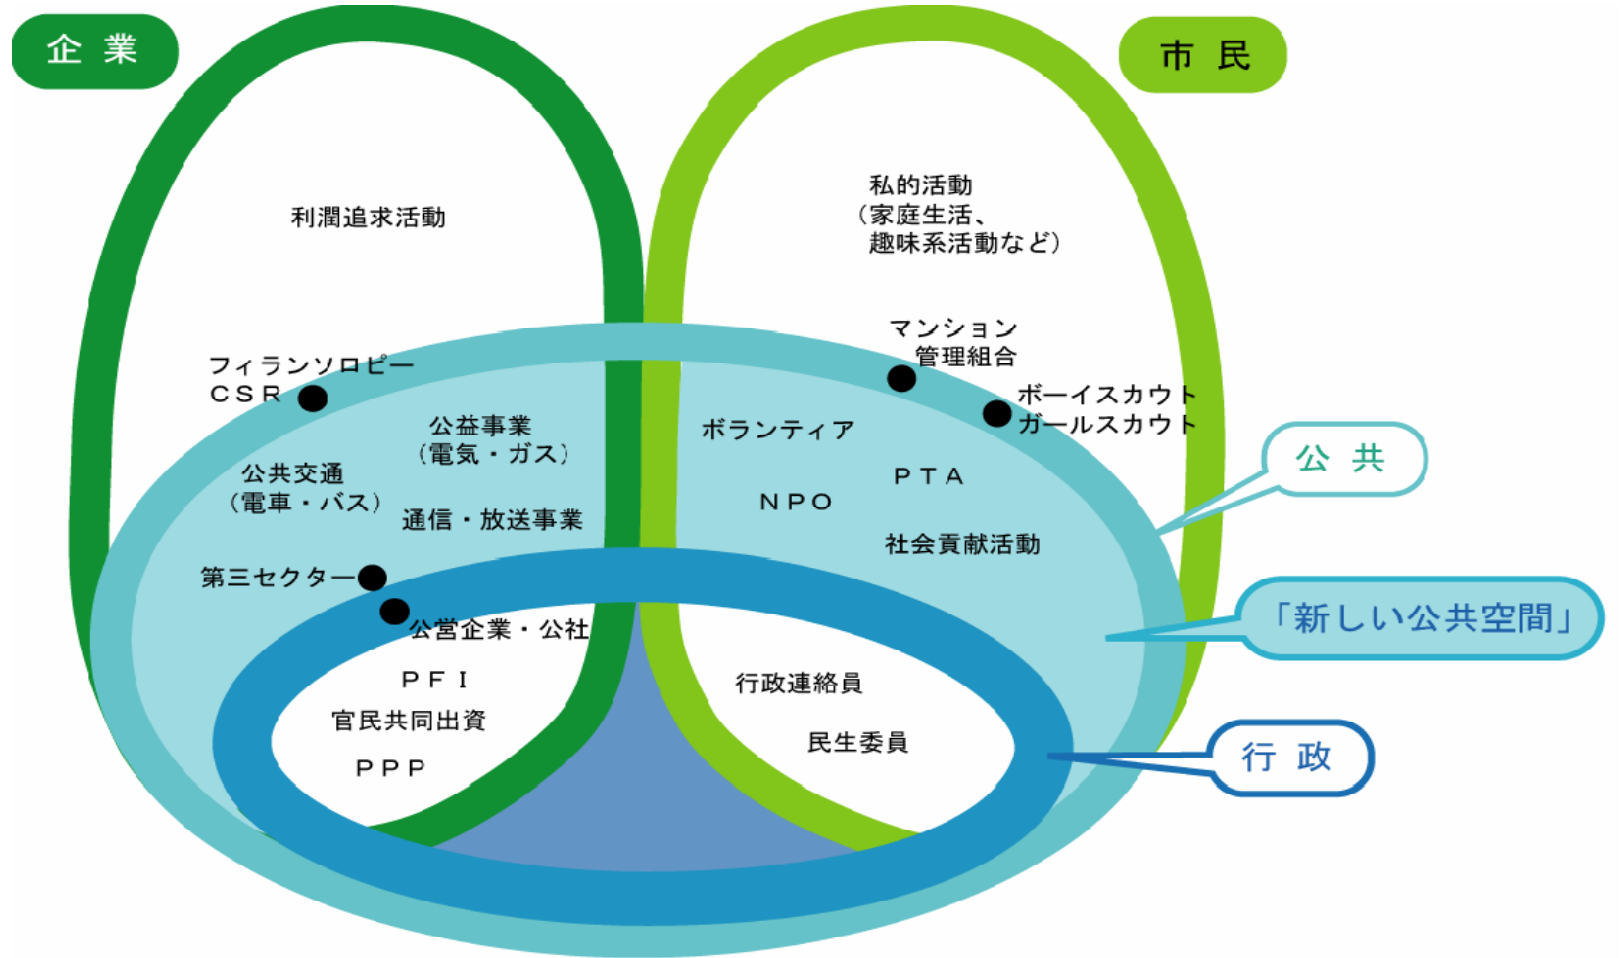 企 業
市 民
利潤追求活動
私的活動
（家庭生活、
趣味系活動など）
マンション
管理組合
フィランソロピー
ＣＳＲ
ボーイスカウト
ガールスカウト
公益事業
（電気・ガス）
ボランティア
公 共
公共交通
（電車・バス）
ＰＴＡ
ＮＰＯ
通信・放送事業
社会貢献活動
第三セクター
「新しい公共空間」
公営企業・公社
ＰＦＩ
行政連絡員
官民共同出資
民生委員
行 政
ＰＰＰ